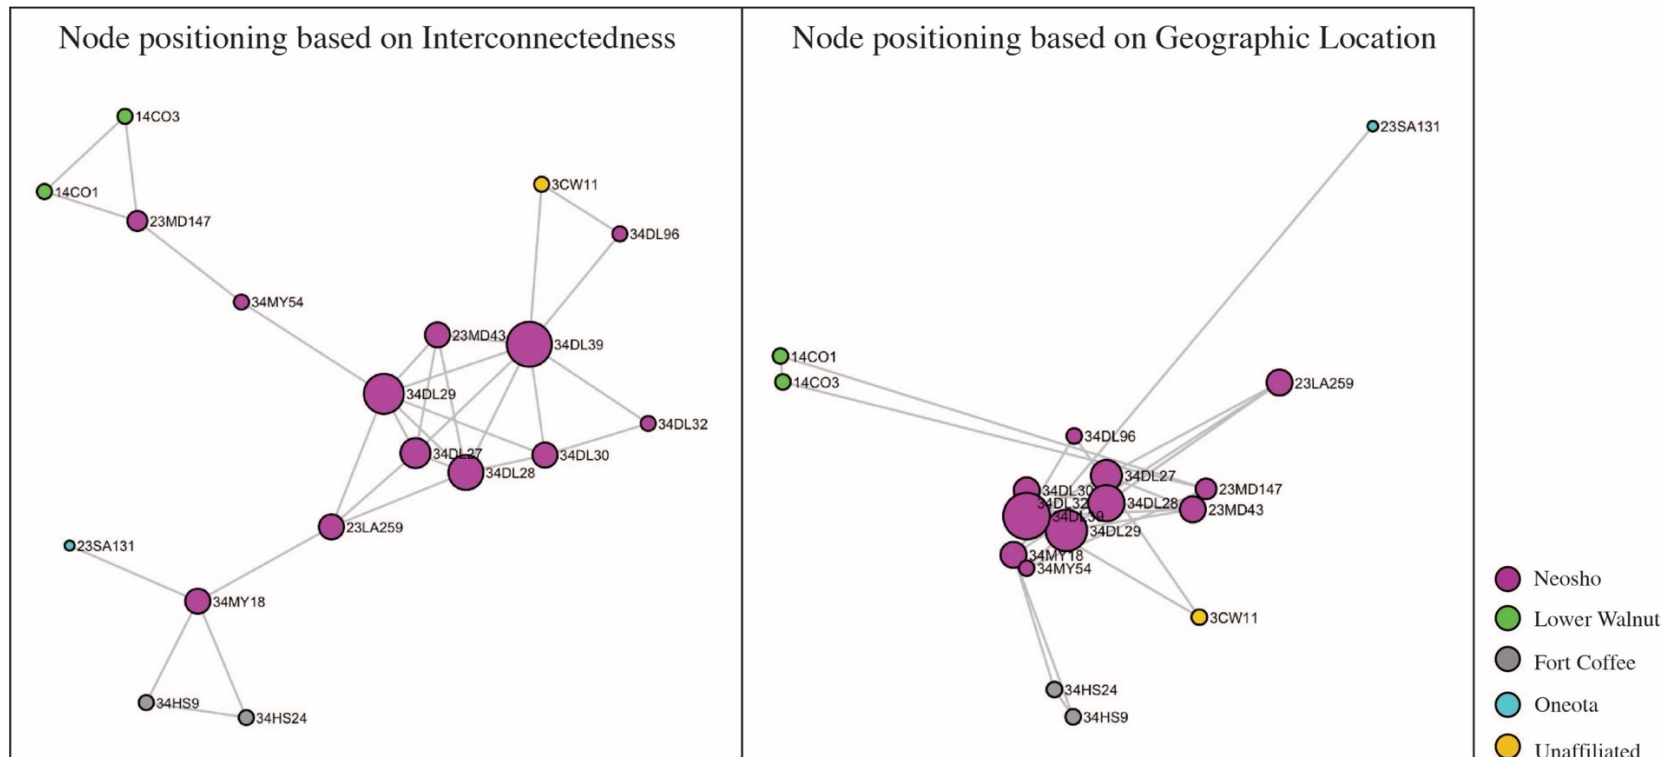 Node positioning based on Interconnectedness
14CO3
14CO1
23MD147
3CW11
34DL96
34MY54
23MD43
34DL39
34DL29
34DL32
34DL27
34DL30
34DL28
23LA259
23SA131
34MY18
34HS9
34HS24
Node positioning based on Geographic Location
23SA131
14CO1
14CO3
23LA259
34DL96
34DL27
34DL30
23MD147
34DL32
34DL28
23MD43
34DL39
34DL29
34MY18
34MY54
3CW11
34HS24
34HS9
Neosho
Lower Walnut
Fort Coffee
Oneota
Unaffiliated